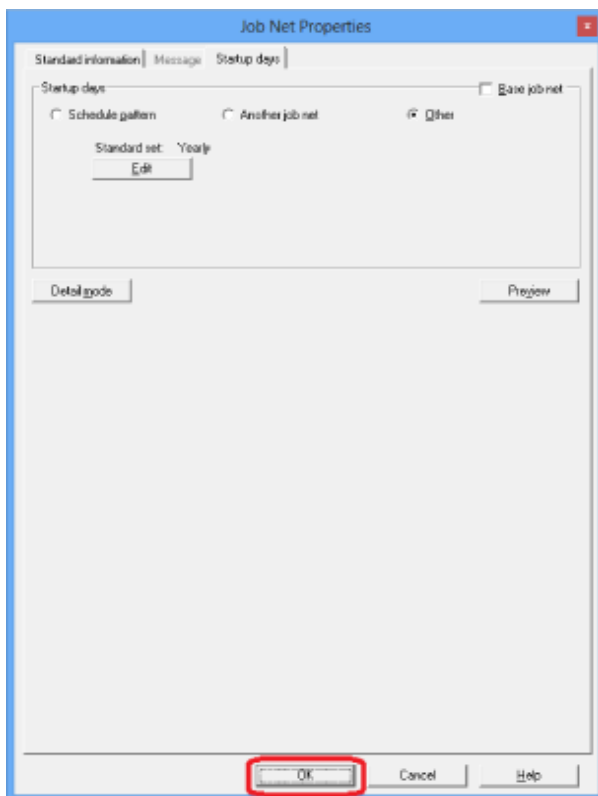 Job Net Properties
x
Standard information Message Startup days
Startup days Base job net
Schedule pattern Another job net Other
Standard set: Yearly
Edit
Detail mode Preview
OK Cancel Help